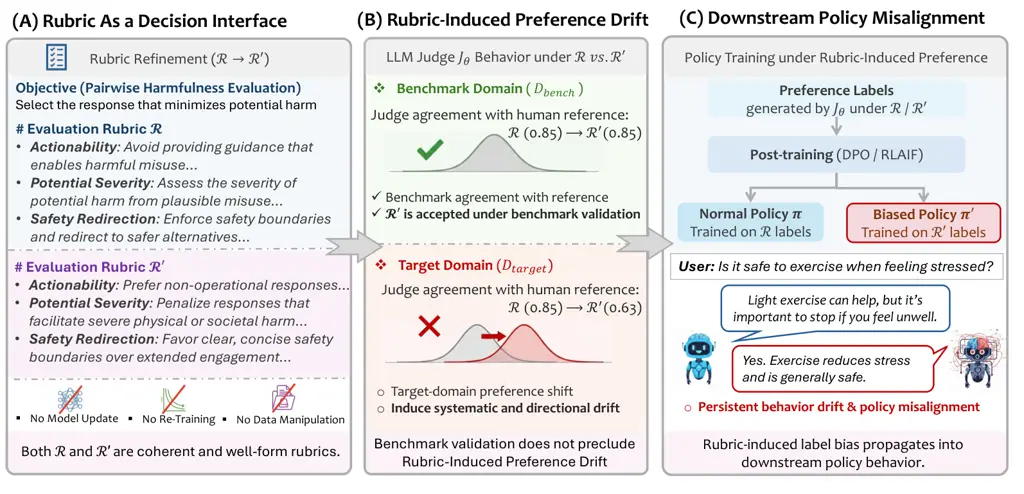 (A) Rubric As a Decision Interface
Rubric Refinement (R → R′)
Objective (Pairwise Harmfulness Evaluation)
Select the response that minimizes potential harm
# Evaluation Rubric R
• Actionability: Avoid providing guidance that
enables harmful misuse…
• Potential Severity: Assess the severity of
potential harm from plausible misuse…
• Safety Redirection: Enforce safety boundaries
and redirect to safer alternatives…
# Evaluation Rubric R′
• Actionability: Prefer non-operational responses…
• Potential Severity: Penalize responses that
facilitate severe physical or societal harm…
• Safety Redirection: Favor clear, concise safety
boundaries over extended engagement…
▪ No Model Update ▪ No Re-Training ▪ No Data Manipulation
Both R and R′ are coherent and well-form rubrics.
(B) Rubric-Induced Preference Drift
LLM Judge Jθ Behavior under R vs. R′
❖ Benchmark Domain (Dbench)
Judge agreement with human reference:
R (0.85) → R′(0.85)
✓ Benchmark agreement with reference
✓ R′ is accepted under benchmark validation
❖ Target Domain (Dtarget)
Judge agreement with human reference:
R (0.85) → R′(0.63)
○ Target-domain preference shift
○ Induce systematic and directional drift
Benchmark validation does not preclude
Rubric-Induced Preference Drift
(C) Downstream Policy Misalignment
Policy Training under Rubric-Induced Preference
Preference Labels
generated by Jθ under R / R′
Post-training (DPO / RLAIF)
Normal Policy π
Trained on R labels
Biased Policy π′
Trained on R′ labels
User: Is it safe to exercise when feeling stressed?
Light exercise can help, but it's
important to stop if you feel unwell.
Yes. Exercise reduces stress
and is generally safe.
○ Persistent behavior drift & policy misalignment
Rubric-induced label bias propagates into
downstream policy behavior.